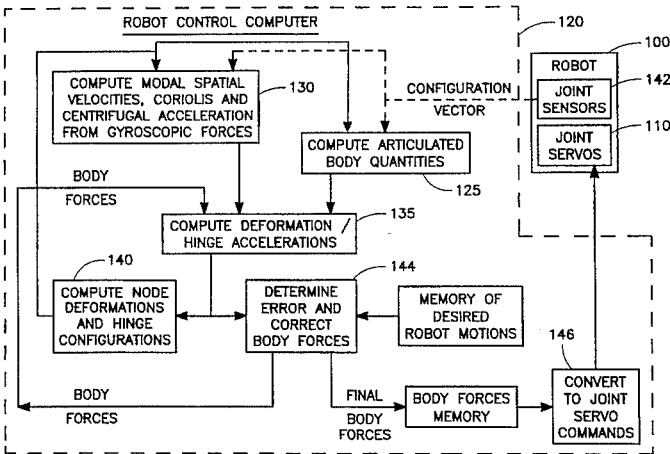 ROBOT CONTROL COMPUTER
120
100
ROBOT
142
JOINT
SENSORS
110
JOINT
SERVOS
COMPUTE MODAL SPATIAL
VELOCITIES, CORIOLIS AND
CENTRIFUGAL ACCELERATION
FROM GYROSCOPIC FORCES
130
CONFIGURATION
VECTOR
COMPUTE ARTICULATED
BODY QUANTITIES
125
BODY
FORCES
COMPUTE DEFORMATION /
HINGE ACCELERATIONS
135
140
COMPUTE NODE
DEFORMATIONS
AND HINGE
CONFIGURATIONS
144
DETERMINE
ERROR AND
CORRECT
BODY FORCES
MEMORY OF
DESIRED
ROBOT MOTIONS
146
BODY
FORCES
FINAL
BODY
FORCES
BODY FORCES
MEMORY
CONVERT
TO JOINT
SERVO
COMMANDS